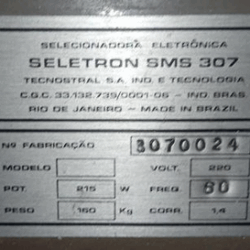 SELECIONADORA ELETRÔNICA
SELETRON SMS 307
TECNOSTRAL S.A. IND. E TECNOLOGIA
C.G.C. 33.132.739/0001-06 - IND. BRAS.
RIO DE JANEIRO - MADE IN BRAZIL
Nº FABRICAÇÃO 3070024
MODELO VOLT. 220
POT. 215 W FREQ. 60
PESO 160 Kg CORR. 1,4